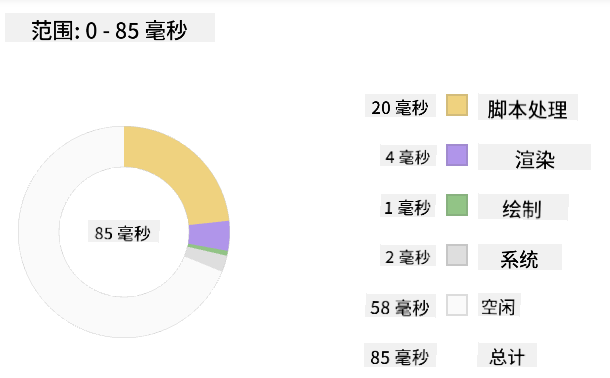 范围: 0 - 85 毫秒
20 毫秒 脚本处理
4 毫秒 渲染
1 毫秒 绘制
85 毫秒
2 毫秒 系统
58 毫秒 空闲
85 毫秒 总计